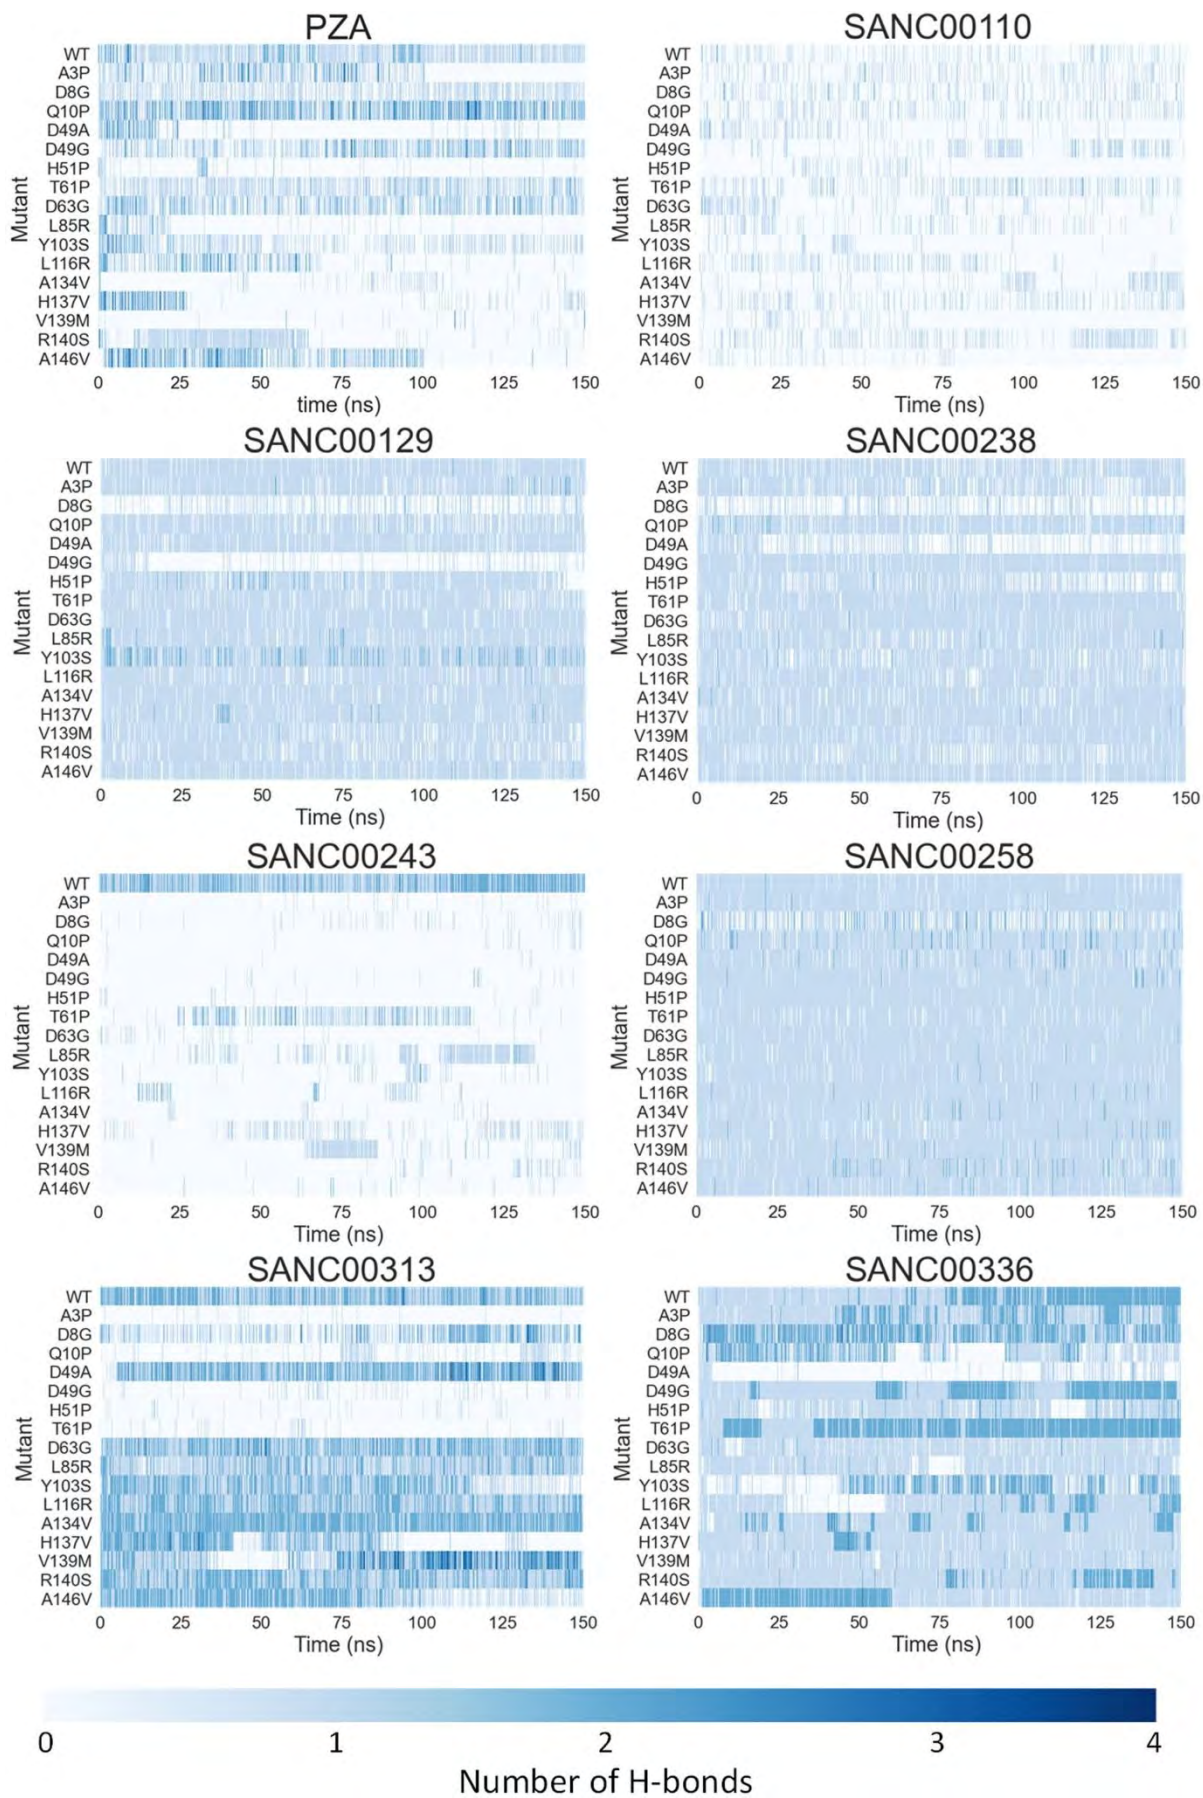 PZA
Mutant
WT
A3P
D8G
Q10P
D49A
D49G
H51P
T61P
D63G
L85R
Y103S
L116R
A134V
H137V
V139M
R140S
A146V
0 25 50 75 100 125 150
time (ns)
SANC00110
Mutant
WT
A3P
D8G
Q10P
D49A
D49G
H51P
T61P
D63G
L85R
Y103S
L116R
A134V
H137V
V139M
R140S
A146V
0 25 50 75 100 125 150
Time (ns)
SANC00129
Mutant
WT
A3P
D8G
Q10P
D49A
D49G
H51P
T61P
D63G
L85R
Y103S
L116R
A134V
H137V
V139M
R140S
A146V
0 25 50 75 100 125 150
Time (ns)
SANC00238
Mutant
WT
A3P
D8G
Q10P
D49A
D49G
H51P
T61P
D63G
L85R
Y103S
L116R
A134V
H137V
V139M
R140S
A146V
0 25 50 75 100 125 150
Time (ns)
SANC00243
Mutant
WT
A3P
D8G
Q10P
D49A
D49G
H51P
T61P
D63G
L85R
Y103S
L116R
A134V
H137V
V139M
R140S
A146V
0 25 50 75 100 125 150
Time (ns)
SANC00258
Mutant
WT
A3P
D8G
Q10P
D49A
D49G
H51P
T61P
D63G
L85R
Y103S
L116R
A134V
H137V
V139M
R140S
A146V
0 25 50 75 100 125 150
Time (ns)
SANC00313
Mutant
WT
A3P
D8G
Q10P
D49A
D49G
H51P
T61P
D63G
L85R
Y103S
L116R
A134V
H137V
V139M
R140S
A146V
0 25 50 75 100 125 150
Time (ns)
SANC00336
Mutant
WT
A3P
D8G
Q10P
D49A
D49G
H51P
T61P
D63G
L85R
Y103S
L116R
A134V
H137V
V139M
R140S
A146V
0 25 50 75 100 125 150
Time (ns)
0 1 2 3 4
Number of H-bonds